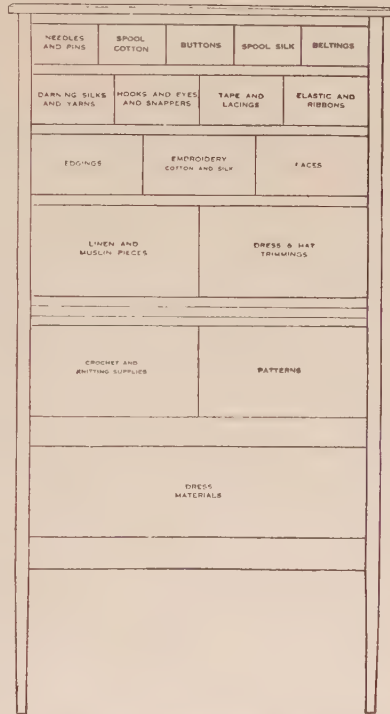 NEEDLES
AND PINS
SPOOL
COTTON
BUTTONS
SPOOL SILK
BELTINGS
DARNING SILKS
AND YARNS
HOOKS AND EYES
AND SNAPPERS
TAPE AND
LACINGS
ELASTIC AND
RIBBONS
EDGINGS
EMBROIDERY
COTTON AND SILK
LACES
LINEN AND
MUSLIN PIECES
DRESS & HAT
TRIMMINGS
CROCHET AND
KNITTING SUPPLIES
PATTERNS
DRESS
MATERIALS